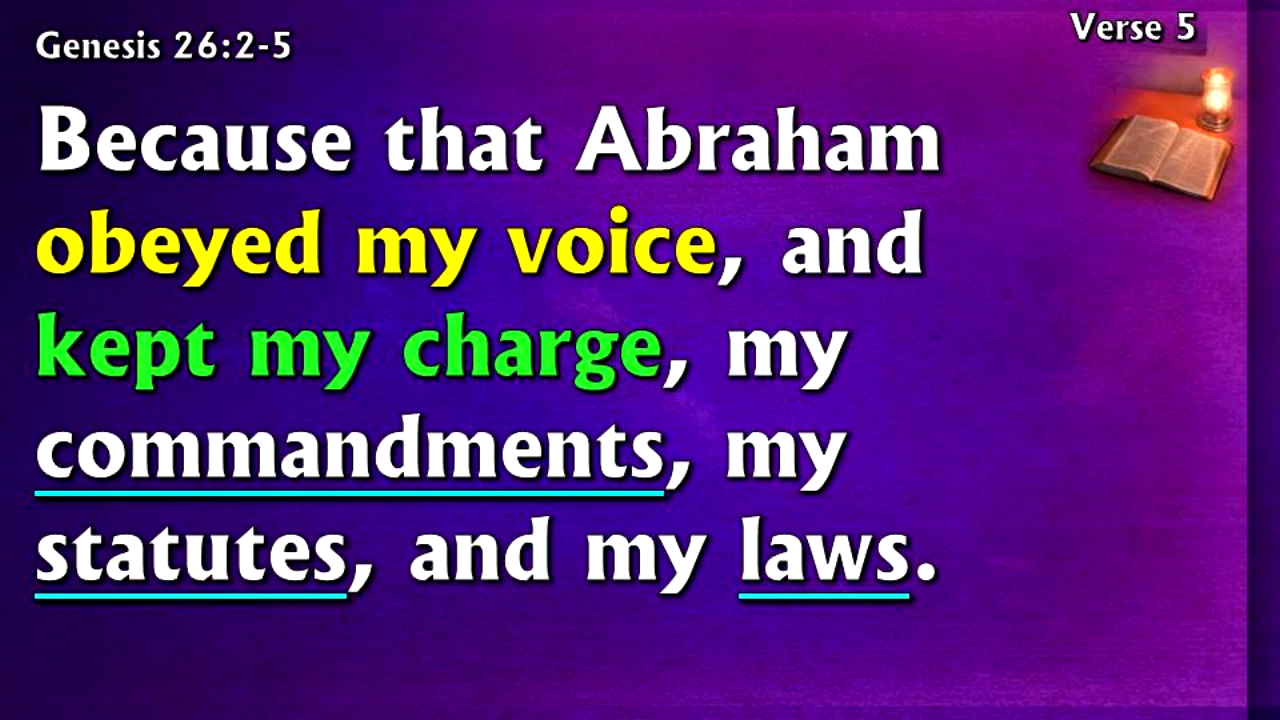 Genesis 26:2-5
Verse 5
Because that Abraham
obeyed my voice, and
kept my charge, my
commandments, my
statutes, and my laws.